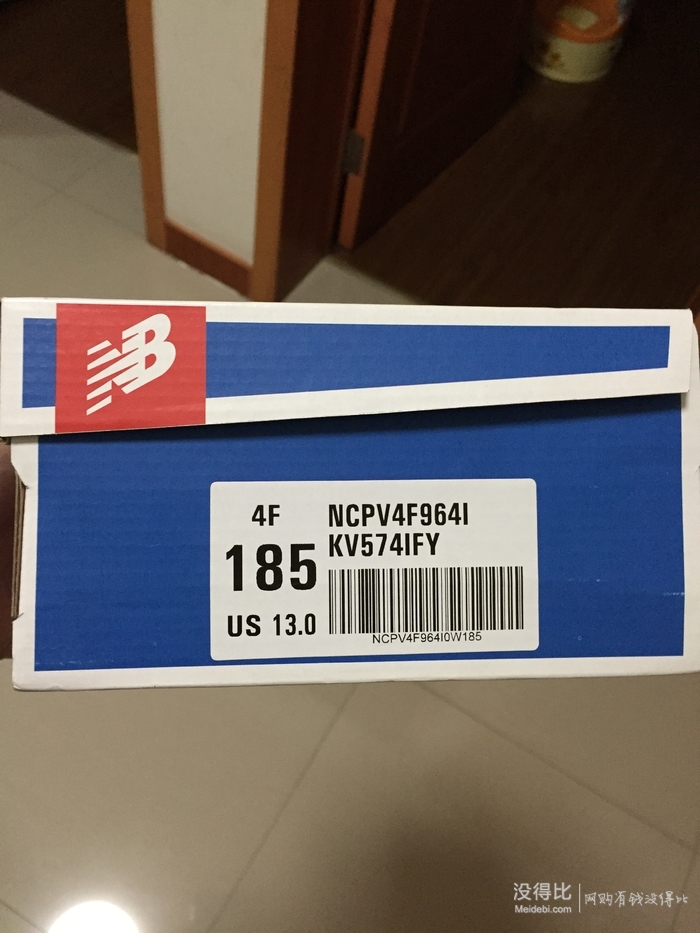 NB
4F
NCPV4F964I
KV574IFY
185
US 13.0
NCPV4F964I0W185
没得比
Meidebi.com
网购有钱没得比